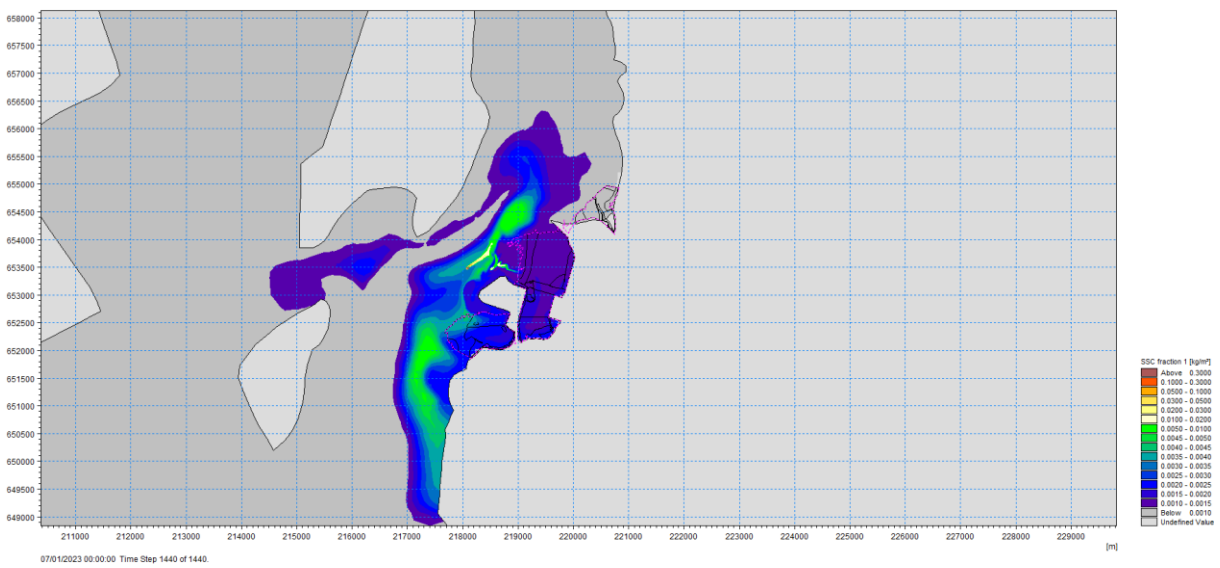 658000
657500
657000
656500
656000
655500
655000
654500
654000
653500
653000
652500
652000
651500
651000
650500
650000
649500
649000
211000 212000 213000 214000 215000 216000 217000 218000 219000 220000 221000 222000 223000 224000 225000 226000 227000 228000 229000
[m]
SSC fraction 1 [kg/m³]
Above 0.3000
0.1000 - 0.3000
0.0500 - 0.1000
0.0300 - 0.0500
0.0200 - 0.0300
0.0100 - 0.0200
0.0050 - 0.0100
0.0045 - 0.0050
0.0040 - 0.0045
0.0035 - 0.0040
0.0030 - 0.0035
0.0025 - 0.0030
0.0020 - 0.0025
0.0015 - 0.0020
0.0010 - 0.0015
Below 0.0010
Undefined Value
07/01/2023 00:00:00 Time Step 1440 of 1440.